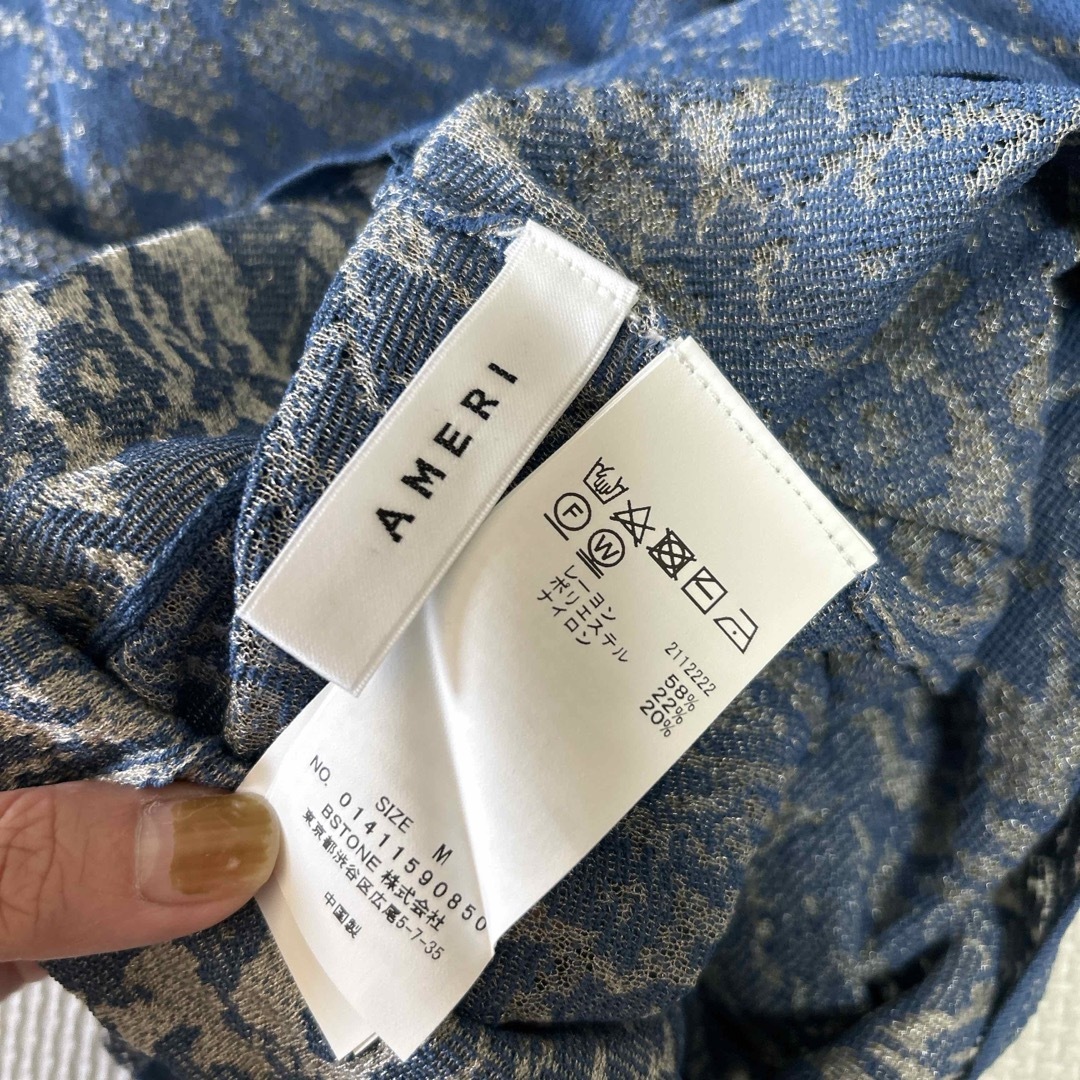 AMERI
F
W
レーヨン
ポリエステル
ナイロン
2112222
58%
22%
20%
SIZE M
NO. 01411590850
BSTONE 株式会社
東京都渋谷区広尾5-7-35
中国製